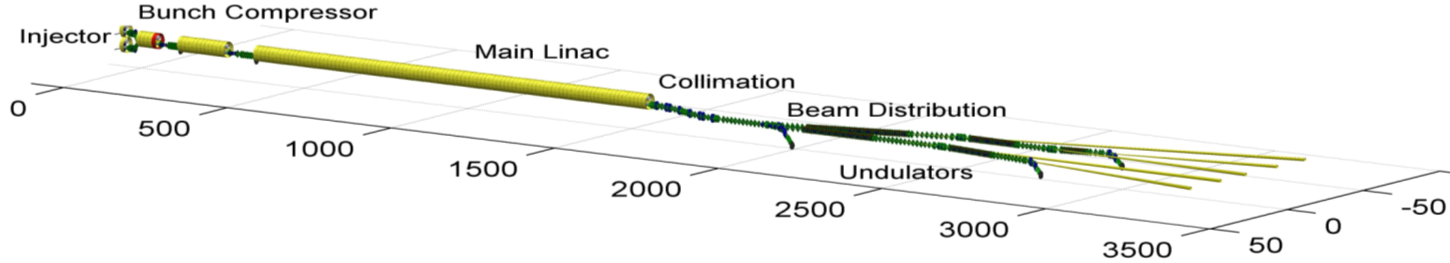 Bunch Compressor
Injector
Main Linac
Collimation
Beam Distribution
Undulators
0
500
1000
1500
2000
2500
3000
3500
50
0
-50